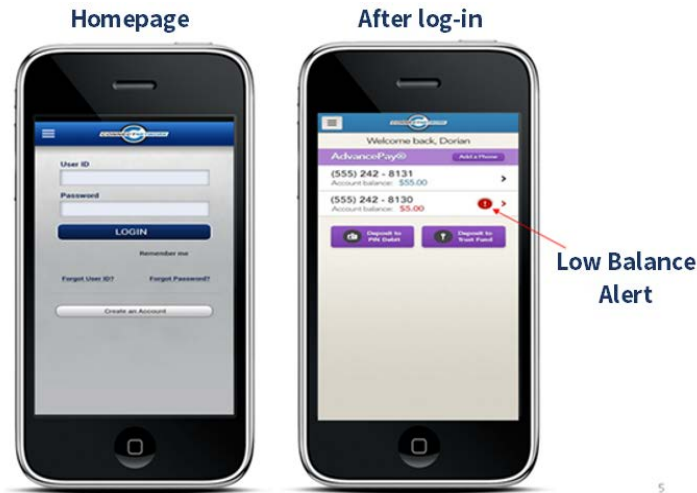 Homepage
After log-in
User ID
Password
LOGIN
Remember me
Forgot User ID?
Forgot Password?
Create an Account
Welcome back, Dorian
AdvancePay®
Add a Phone
(555) 242 - 8131
Account balance: $55.00
(555) 242 - 8130
Account balance: $5.00
Deposit to
PIN Debit
Deposit to
Trust Fund
Low Balance
Alert
5